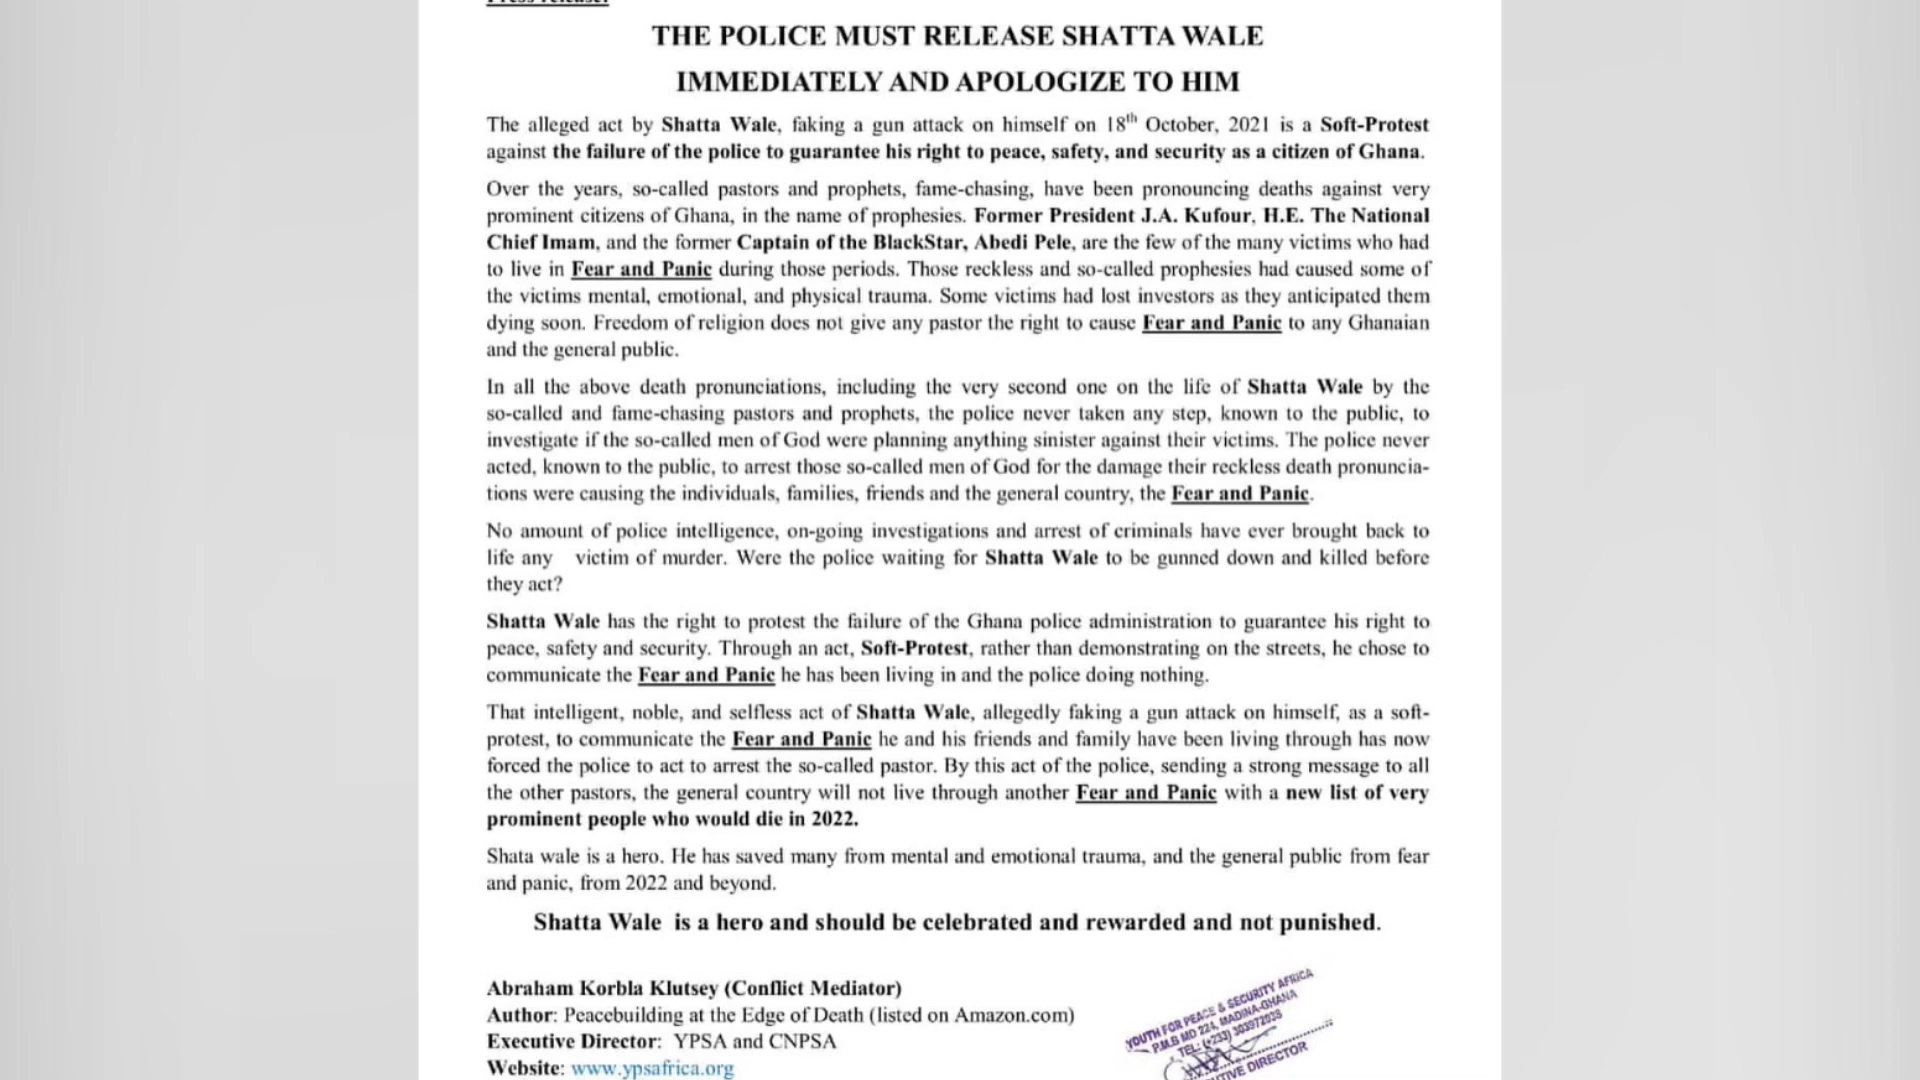 Press release:
THE POLICE MUST RELEASE SHATTA WALE
IMMEDIATELY AND APOLOGIZE TO HIM
The alleged act by Shatta Wale, faking a gun attack on himself on 18th October, 2021 is a Soft-Protest
against the failure of the police to guarantee his right to peace, safety, and security as a citizen of Ghana.
Over the years, so-called pastors and prophets, fame-chasing, have been pronouncing deaths against very
prominent citizens of Ghana, in the name of prophesies. Former President J.A. Kufour, H.E. The National
Chief Imam, and the former Captain of the BlackStar, Abedi Pele, are the few of the many victims who had
to live in Fear and Panic during those periods. Those reckless and so-called prophesies had caused some of
the victims mental, emotional, and physical trauma. Some victims had lost investors as they anticipated them
dying soon. Freedom of religion does not give any pastor the right to cause Fear and Panic to any Ghanaian
and the general public.
In all the above death pronunciations, including the very second one on the life of Shatta Wale by the
so-called and fame-chasing pastors and prophets, the police never taken any step, known to the public, to
investigate if the so-called men of God were planning anything sinister against their victims. The police never
acted, known to the public, to arrest those so-called men of God for the damage their reckless death pronuncia-
tions were causing the individuals, families, friends and the general country, the Fear and Panic.
No amount of police intelligence, on-going investigations and arrest of criminals have ever brought back to
life any victim of murder. Were the police waiting for Shatta Wale to be gunned down and killed before
they act?
Shatta Wale has the right to protest the failure of the Ghana police administration to guarantee his right to
peace, safety and security. Through an act, Soft-Protest, rather than demonstrating on the streets, he chose to
communicate the Fear and Panic he has been living in and the police doing nothing.
That intelligent, noble, and selfless act of Shatta Wale, allegedly faking a gun attack on himself, as a soft-
protest, to communicate the Fear and Panic he and his friends and family have been living through has now
forced the police to act to arrest the so-called pastor. By this act of the police, sending a strong message to all
the other pastors, the general country will not live through another Fear and Panic with a new list of very
prominent people who would die in 2022.
Shata wale is a hero. He has saved many from mental and emotional trauma, and the general public from fear
and panic, from 2022 and beyond.
Shatta Wale is a hero and should be celebrated and rewarded and not punished.
Abraham Korbla Klutsey (Conflict Mediator)
Author: Peacebuilding at the Edge of Death (listed on Amazon.com)
Executive Director: YPSA and CNPSA
Website: www.ypsafrica.org
YOUTH FOR PEACE & SECURITY AFRICA
P.M.B MD 224, MADINA-GHANA
TEL: (+233) 303972028
DIRECTOR